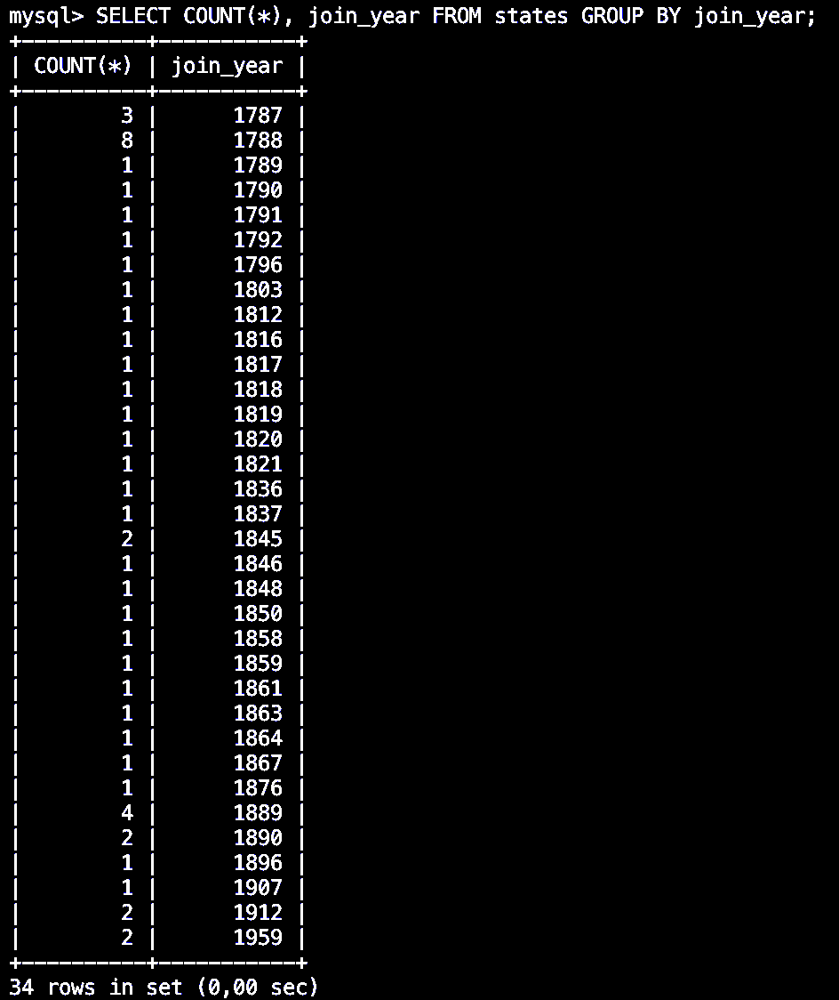 mysql> SELECT COUNT(*), join_year FROM states GROUP BY join_year;
+----------+-----------+
| COUNT(*) | join_year |
+----------+-----------+
|        3 |      1787 |
|        8 |      1788 |
|        1 |      1789 |
|        1 |      1790 |
|        1 |      1791 |
|        1 |      1792 |
|        1 |      1796 |
|        1 |      1803 |
|        1 |      1812 |
|        1 |      1816 |
|        1 |      1817 |
|        1 |      1818 |
|        1 |      1819 |
|        1 |      1820 |
|        1 |      1821 |
|        1 |      1836 |
|        1 |      1837 |
|        2 |      1845 |
|        1 |      1846 |
|        1 |      1848 |
|        1 |      1850 |
|        1 |      1858 |
|        1 |      1859 |
|        1 |      1861 |
|        1 |      1863 |
|        1 |      1864 |
|        1 |      1867 |
|        1 |      1876 |
|        4 |      1889 |
|        2 |      1890 |
|        1 |      1896 |
|        1 |      1907 |
|        2 |      1912 |
|        2 |      1959 |
+----------+-----------+
34 rows in set (0,00 sec)